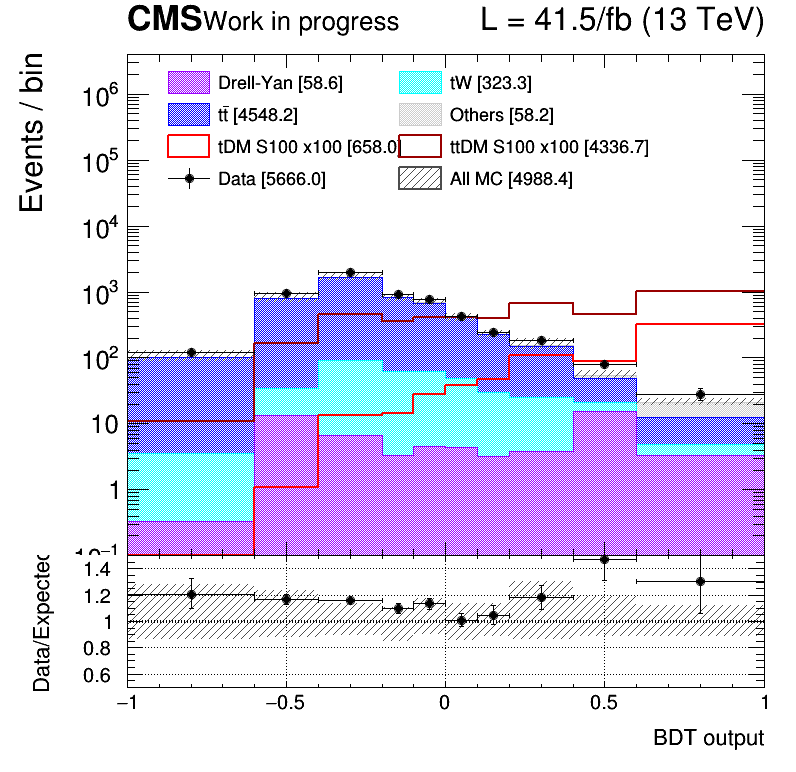 CMS Work in progress L = 41.5/fb (13 TeV)
Events / bin
Drell-Yan [58.6] tW [323.3]
tt̄ [4548.2] Others [58.2]
tDM S100 x100 [658.0] ttDM S100 x100 [4336.7]
Data [5666.0] All MC [4988.4]
10⁶
10⁵
10⁴
10³
10²
10
1
10⁻¹
Data/Expected
1.4
1.2
1
0.8
0.6
−1 −0.5 0 0.5 1
BDT output